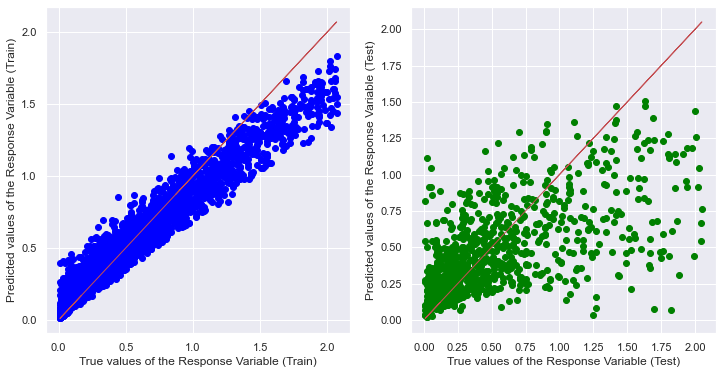 Predicted values of the Response Variable (Train)
2.0
1.5
1.0
0.5
0.0
0.0 0.5 1.0 1.5 2.0
True values of the Response Variable (Train)
Predicted values of the Response Variable (Test)
2.00
1.75
1.50
1.25
1.00
0.75
0.50
0.25
0.00
0.00 0.25 0.50 0.75 1.00 1.25 1.50 1.75 2.00
True values of the Response Variable (Test)